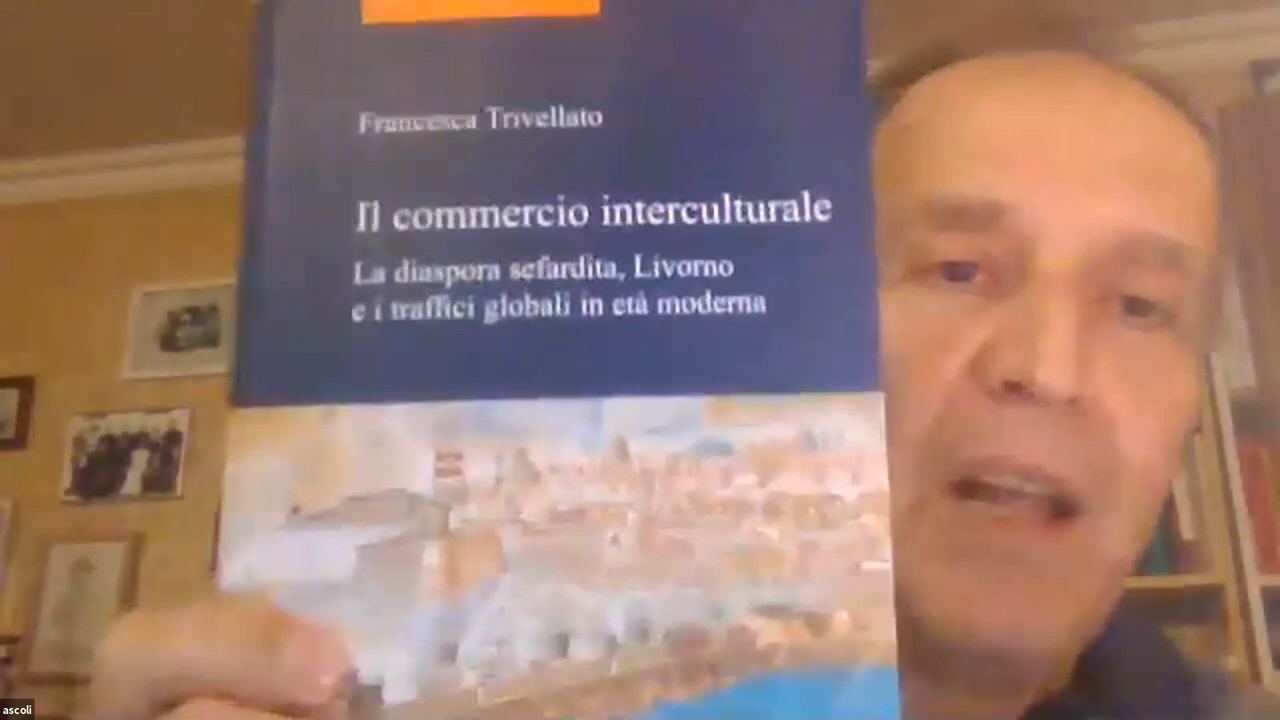 Francesca Trivellato
Il commercio interculturale
La diaspora sefardita, Livorno
e i traffici globali in età moderna
ascoli